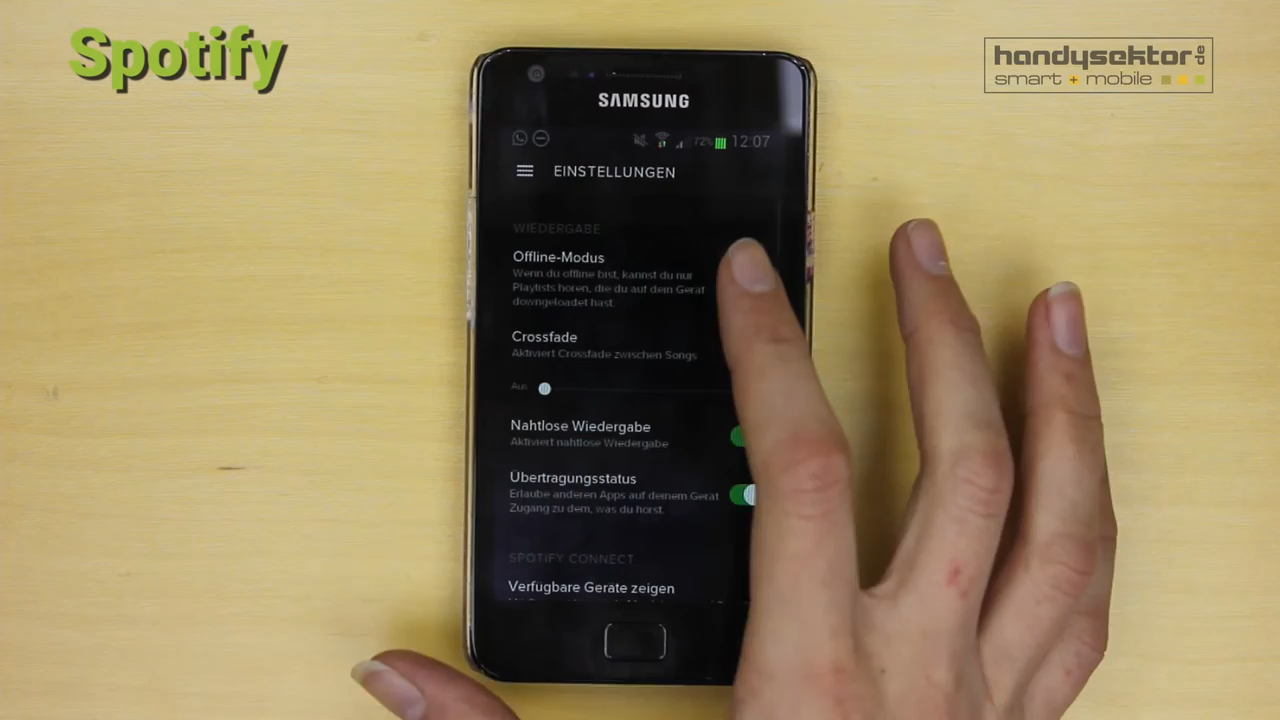 Spotify
handysektor.de
smart + mobile
SAMSUNG
72% 12:07
EINSTELLUNGEN
WIEDERGABE
Offline-Modus
Wenn du offline bist, kannst du nur
Playlists hören, die du auf dem Gerät
downgeloadet hast.
Crossfade
Aktiviert Crossfade zwischen Songs
Aus
Nahtlose Wiedergabe
Aktiviert nahtlose Wiedergabe
Übertragungsstatus
Erlaube anderen Apps auf deinem Gerät
Zugang zu dem, was du hörst.
SPOTIFY CONNECT
Verfügbare Geräte zeigen